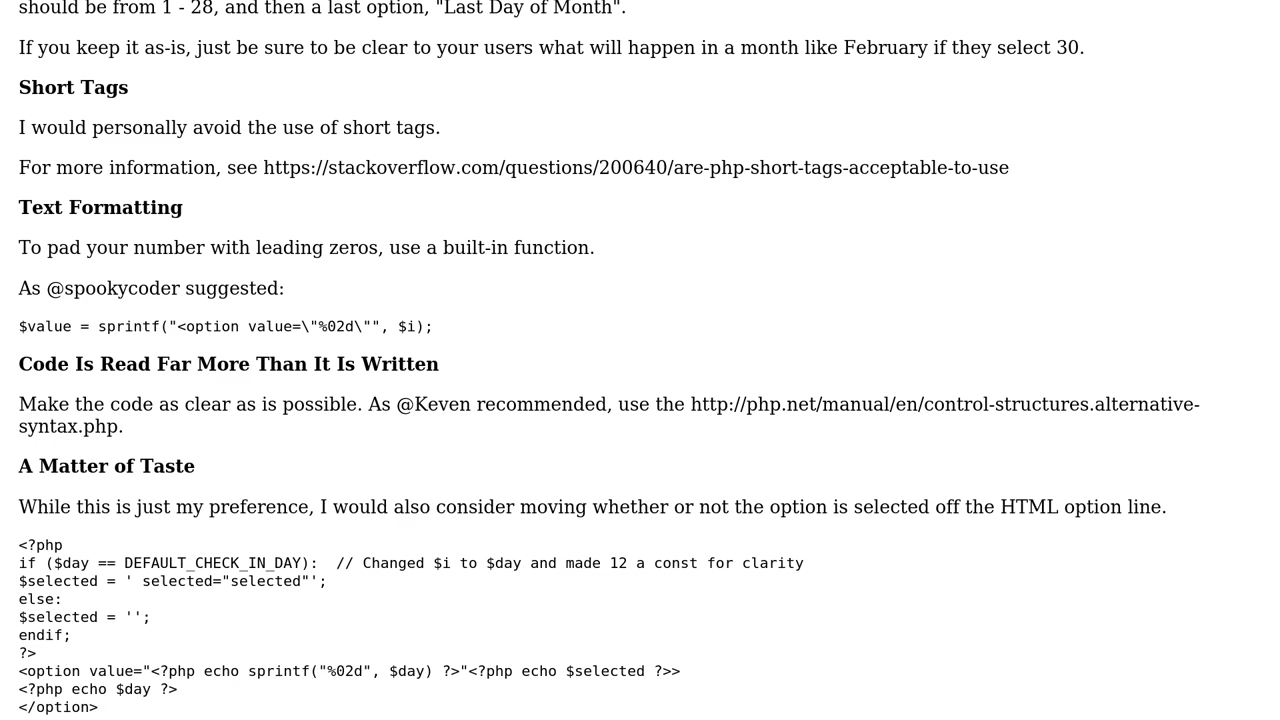 should be from 1 - 28, and then a last option, "Last Day of Month".
If you keep it as-is, just be sure to be clear to your users what will happen in a month like February if they select 30.
Short Tags
I would personally avoid the use of short tags.
For more information, see https://stackoverflow.com/questions/200640/are-php-short-tags-acceptable-to-use
Text Formatting
To pad your number with leading zeros, use a built-in function.
As @spookycoder suggested:
$value = sprintf("<option value=\"%02d\"", $i);
Code Is Read Far More Than It Is Written
Make the code as clear as is possible. As @Keven recommended, use the http://php.net/manual/en/control-structures.alternative-
syntax.php.
A Matter of Taste
While this is just my preference, I would also consider moving whether or not the option is selected off the HTML option line.
<?php
if ($day == DEFAULT_CHECK_IN_DAY):  // Changed $i to $day and made 12 a const for clarity
$selected = ' selected="selected"';
else:
$selected = '';
endif;
?>
<option value="<?php echo sprintf("%02d", $day) ?>"<?php echo $selected ?>>
<?php echo $day ?>
</option>